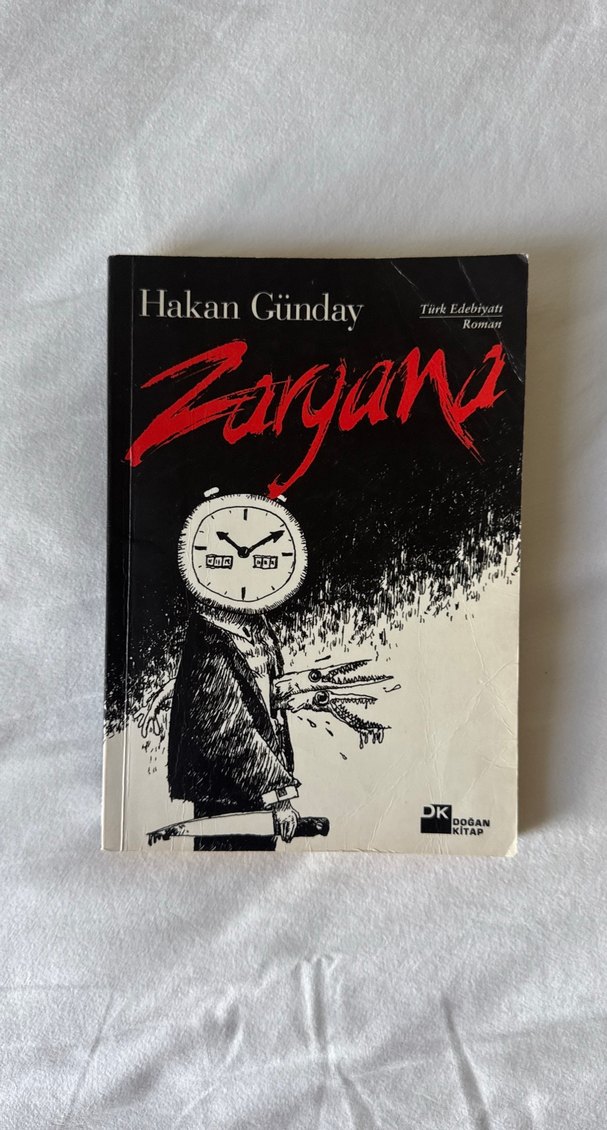 Hakan Günday
Türk Edebiyatı
Roman
Zargana
DK
DOĞAN
KİTAP